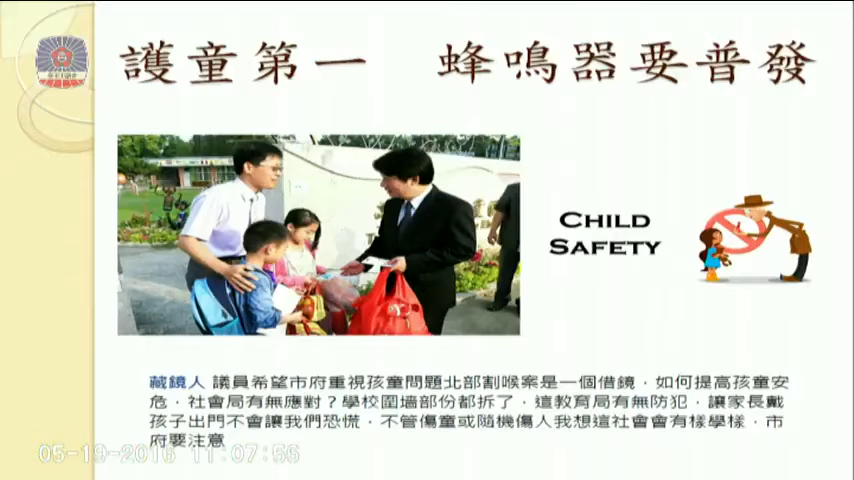 護童第一 蜂鳴器要普發
CHILD
SAFETY
藏鏡人 議員希望市府重視孩童問題北部割喉案是一個借鏡，如何提高孩童安
危，社會局有無應對？學校圍墙部份都拆了，這教育局有無防犯，讓家長戴
孩子出門不會讓我們恐慌，不管傷童或隨機傷人我想這社會會有樣學樣，市
府要注意
05-19-2016 11:07:56